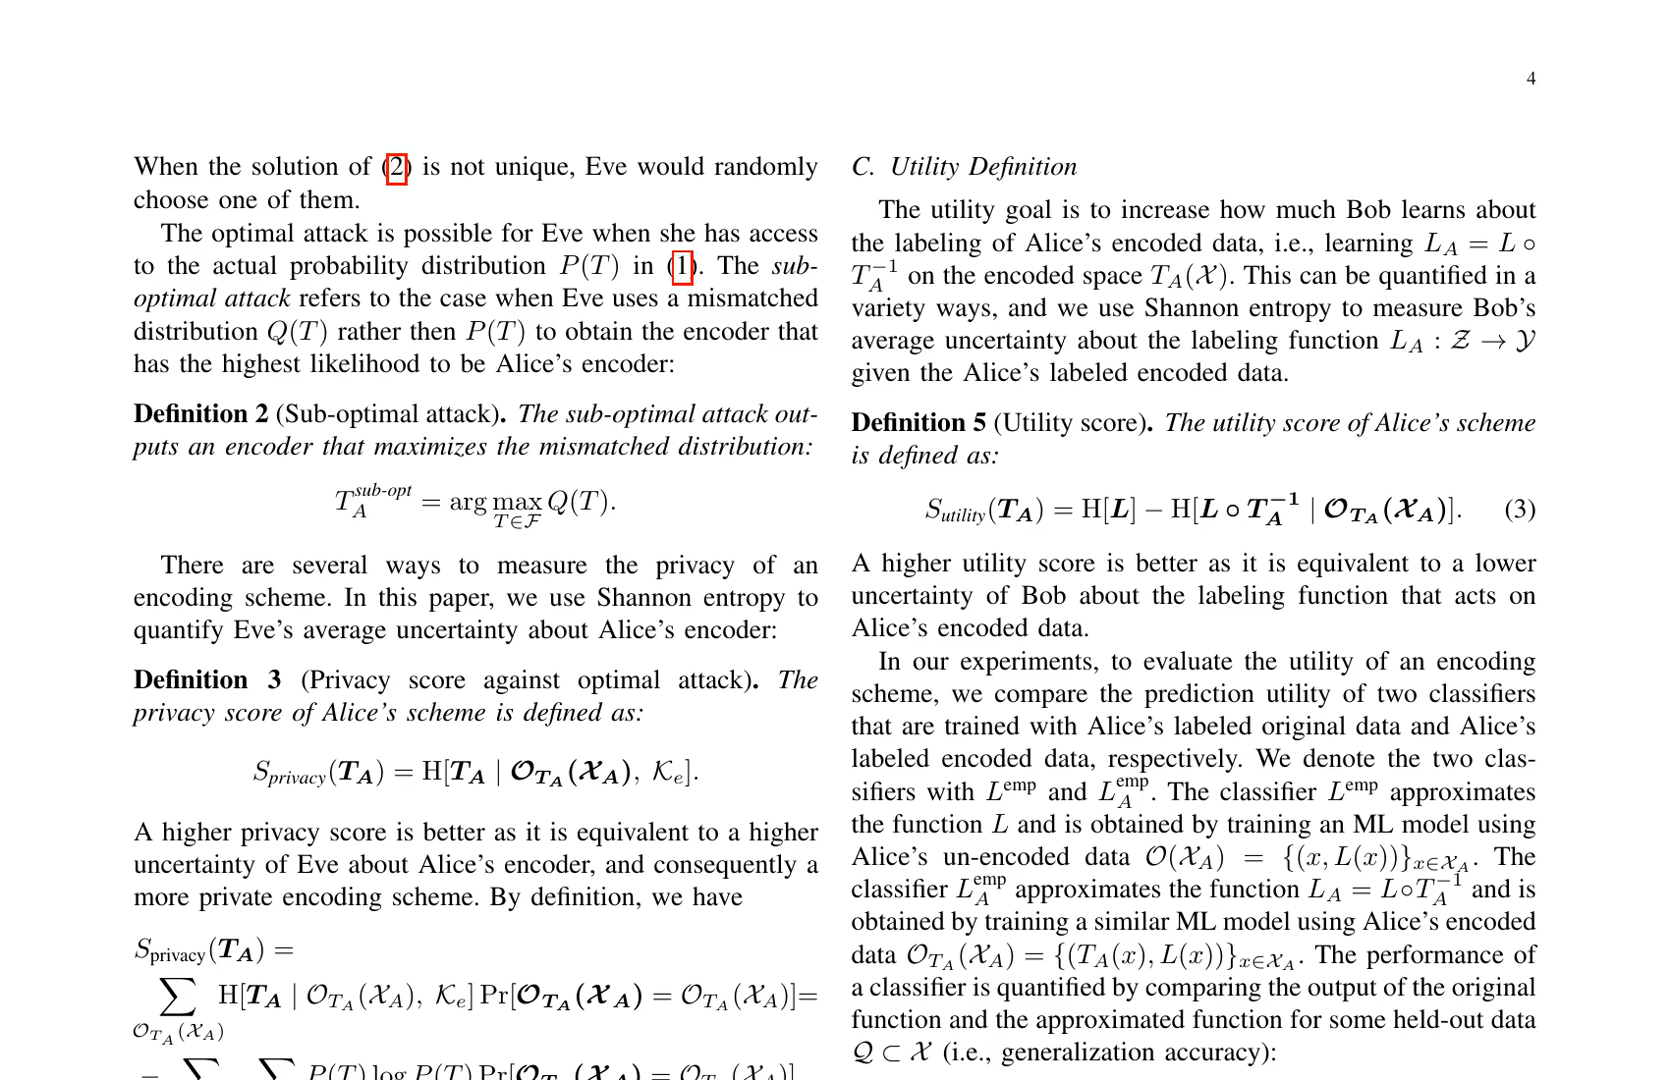 4
When the solution of (2) is not unique, Eve would randomly
choose one of them.
The optimal attack is possible for Eve when she has access
to the actual probability distribution P(T) in (1). The sub-
optimal attack refers to the case when Eve uses a mismatched
distribution Q(T) rather then P(T) to obtain the encoder that
has the highest likelihood to be Alice's encoder:
Definition 2 (Sub-optimal attack). The sub-optimal attack out-
puts an encoder that maximizes the mismatched distribution:
T_A^{sub-opt} = arg max_{T∈ℱ} Q(T).
There are several ways to measure the privacy of an
encoding scheme. In this paper, we use Shannon entropy to
quantify Eve's average uncertainty about Alice's encoder:
Definition 3 (Privacy score against optimal attack). The
privacy score of Alice's scheme is defined as:
S_{privacy}(T_A) = H[T_A | 𝒪_{T_A}(𝒳_A), 𝒦_e].
A higher privacy score is better as it is equivalent to a higher
uncertainty of Eve about Alice's encoder, and consequently a
more private encoding scheme. By definition, we have
S_{privacy}(T_A) =
∑_{𝒪_{T_A}(𝒳_A)} H[T_A | 𝒪_{T_A}(𝒳_A), 𝒦_e] Pr[𝒪_{T_A}(𝒳_A) = 𝒪_{T_A}(𝒳_A)]=
− ∑ ∑ P(T) log P(T) Pr[𝒪_{T_A}(𝒳_A) = 𝒪_{T_A}(𝒳_A)]
C. Utility Definition
The utility goal is to increase how much Bob learns about
the labeling of Alice's encoded data, i.e., learning L_A = L ∘
T_A^{−1} on the encoded space T_A(𝒳). This can be quantified in a
variety ways, and we use Shannon entropy to measure Bob's
average uncertainty about the labeling function L_A : 𝒵 → 𝒴
given the Alice's labeled encoded data.
Definition 5 (Utility score). The utility score of Alice's scheme
is defined as:
S_{utility}(T_A) = H[L] − H[L ∘ T_A^{−1} | 𝒪_{T_A}(𝒳_A)]. (3)
A higher utility score is better as it is equivalent to a lower
uncertainty of Bob about the labeling function that acts on
Alice's encoded data.
In our experiments, to evaluate the utility of an encoding
scheme, we compare the prediction utility of two classifiers
that are trained with Alice's labeled original data and Alice's
labeled encoded data, respectively. We denote the two clas-
sifiers with L^{emp} and L_A^{emp}. The classifier L^{emp} approximates
the function L and is obtained by training an ML model using
Alice's un-encoded data 𝒪(𝒳_A) = {(x, L(x))}_{x∈𝒳_A}. The
classifier L_A^{emp} approximates the function L_A = L∘T_A^{−1} and is
obtained by training a similar ML model using Alice's encoded
data 𝒪_{T_A}(𝒳_A) = {(T_A(x), L(x))}_{x∈𝒳_A}. The performance of
a classifier is quantified by comparing the output of the original
function and the approximated function for some held-out data
𝒬 ⊂ 𝒳 (i.e., generalization accuracy):